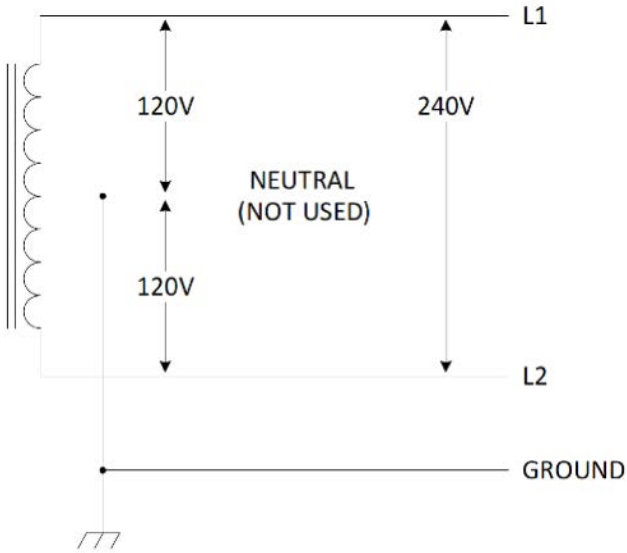 L1
120V
240V
NEUTRAL
(NOT USED)
120V
L2
GROUND